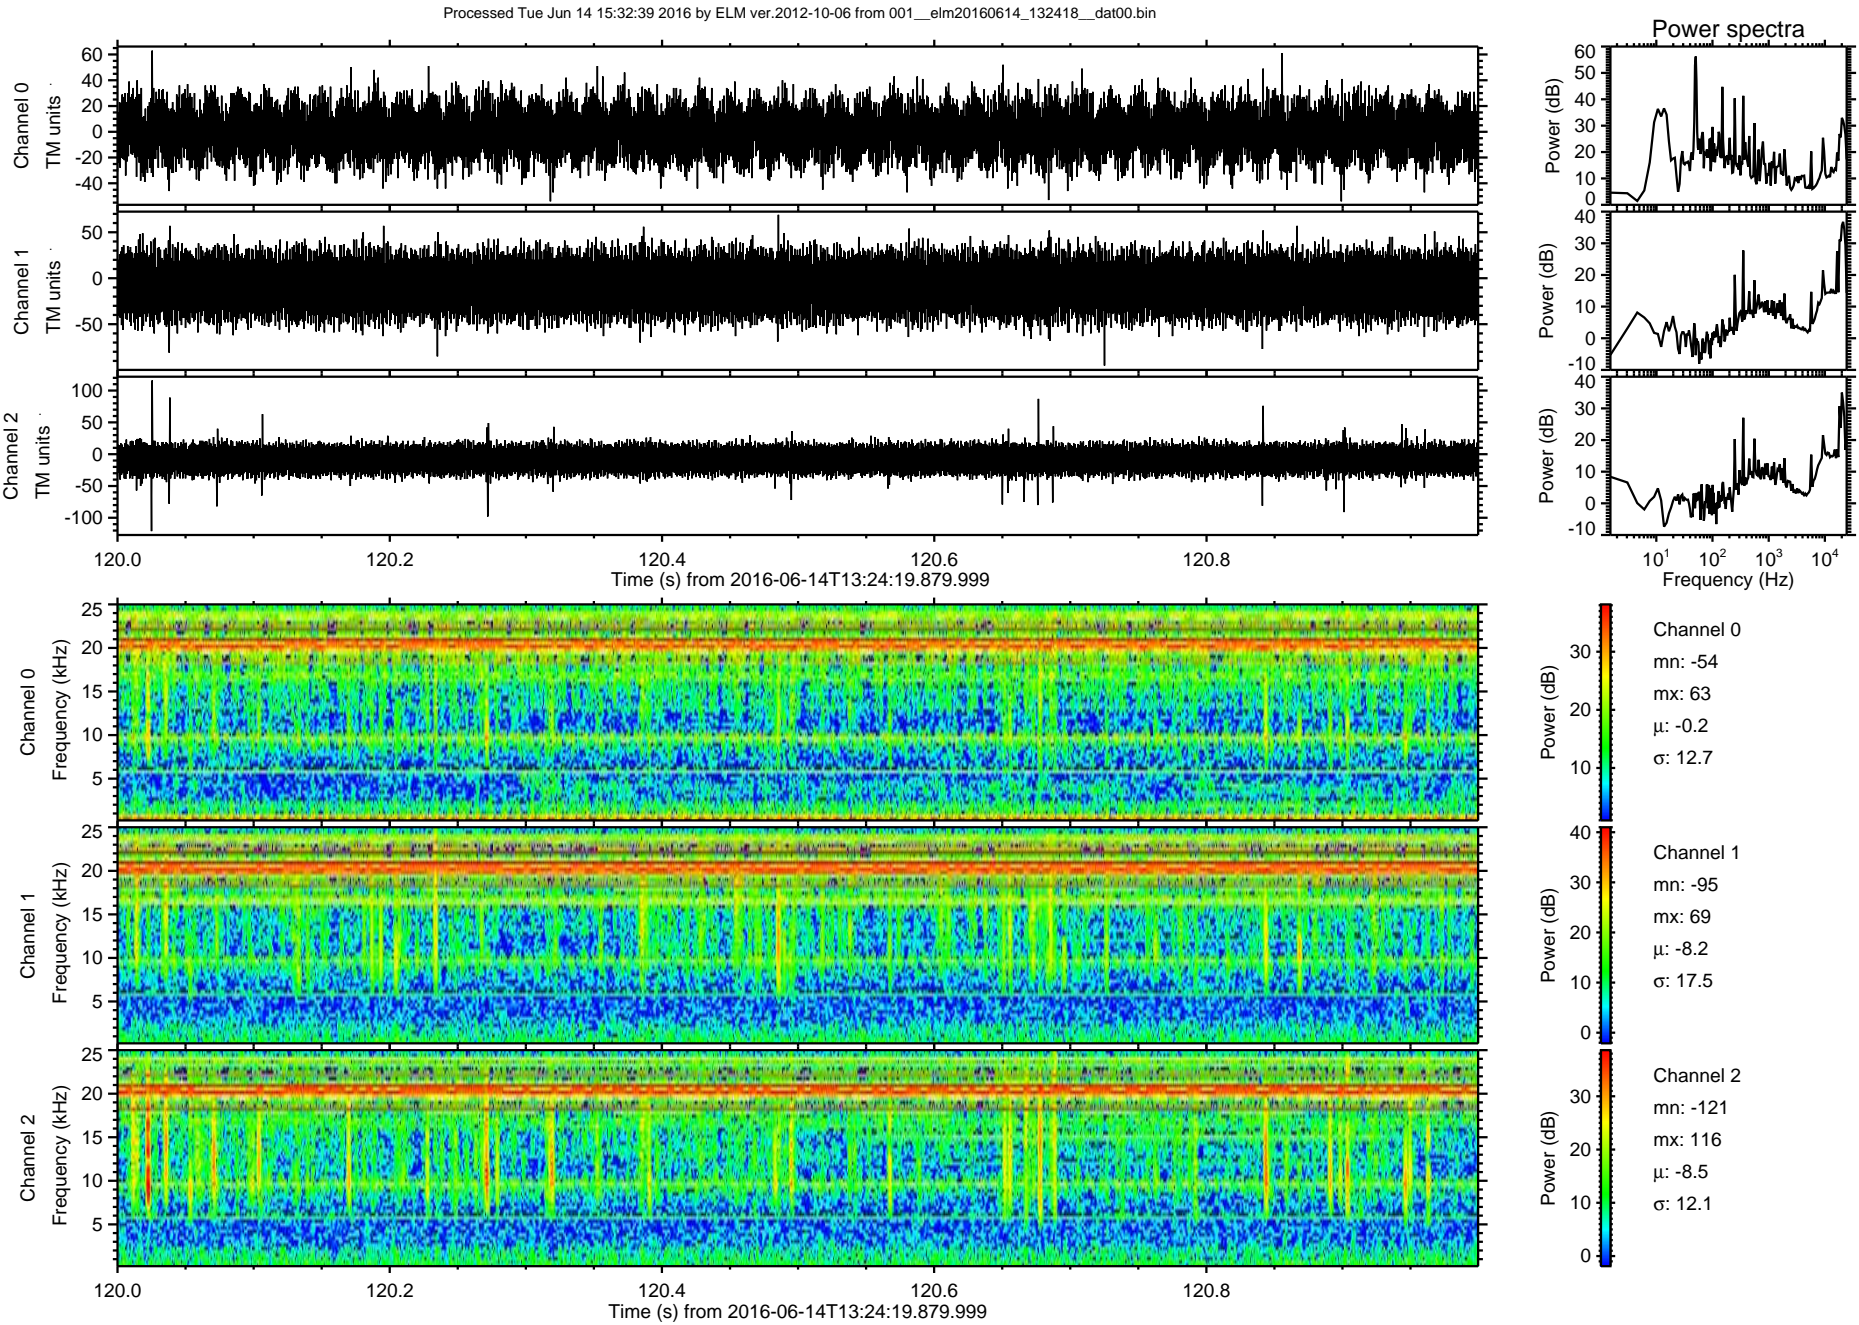 Processed Tue Jun 14 15:32:39 2016 by ELM ver.2012-10-06 from 001__elm20160614_132418__dat00.bin
Power spectra
Channel 0
TM units
60
40
20
0
-20
-40
Power (dB)
60
50
40
30
20
10
0
Channel 1
TM units
50
0
-50
Power (dB)
40
30
20
10
0
-10
Channel 2
TM units
100
50
0
-50
-100
Power (dB)
40
30
20
10
0
-10
120.0 120.2 120.4 120.6 120.8
Time (s) from 2016-06-14T13:24:19.879.999
10¹ 10² 10³ 10⁴
Frequency (Hz)
Channel 0
Frequency (kHz)
25
20
15
10
5
Power (dB)
30
20
10
Channel 0
mn: -54
mx: 63
μ: -0.2
σ: 12.7
Channel 1
Frequency (kHz)
25
20
15
10
5
Power (dB)
40
30
20
10
0
Channel 1
mn: -95
mx: 69
μ: -8.2
σ: 17.5
Channel 2
Frequency (kHz)
25
20
15
10
5
Power (dB)
30
20
10
0
Channel 2
mn: -121
mx: 116
μ: -8.5
σ: 12.1
120.0 120.2 120.4 120.6 120.8
Time (s) from 2016-06-14T13:24:19.879.999